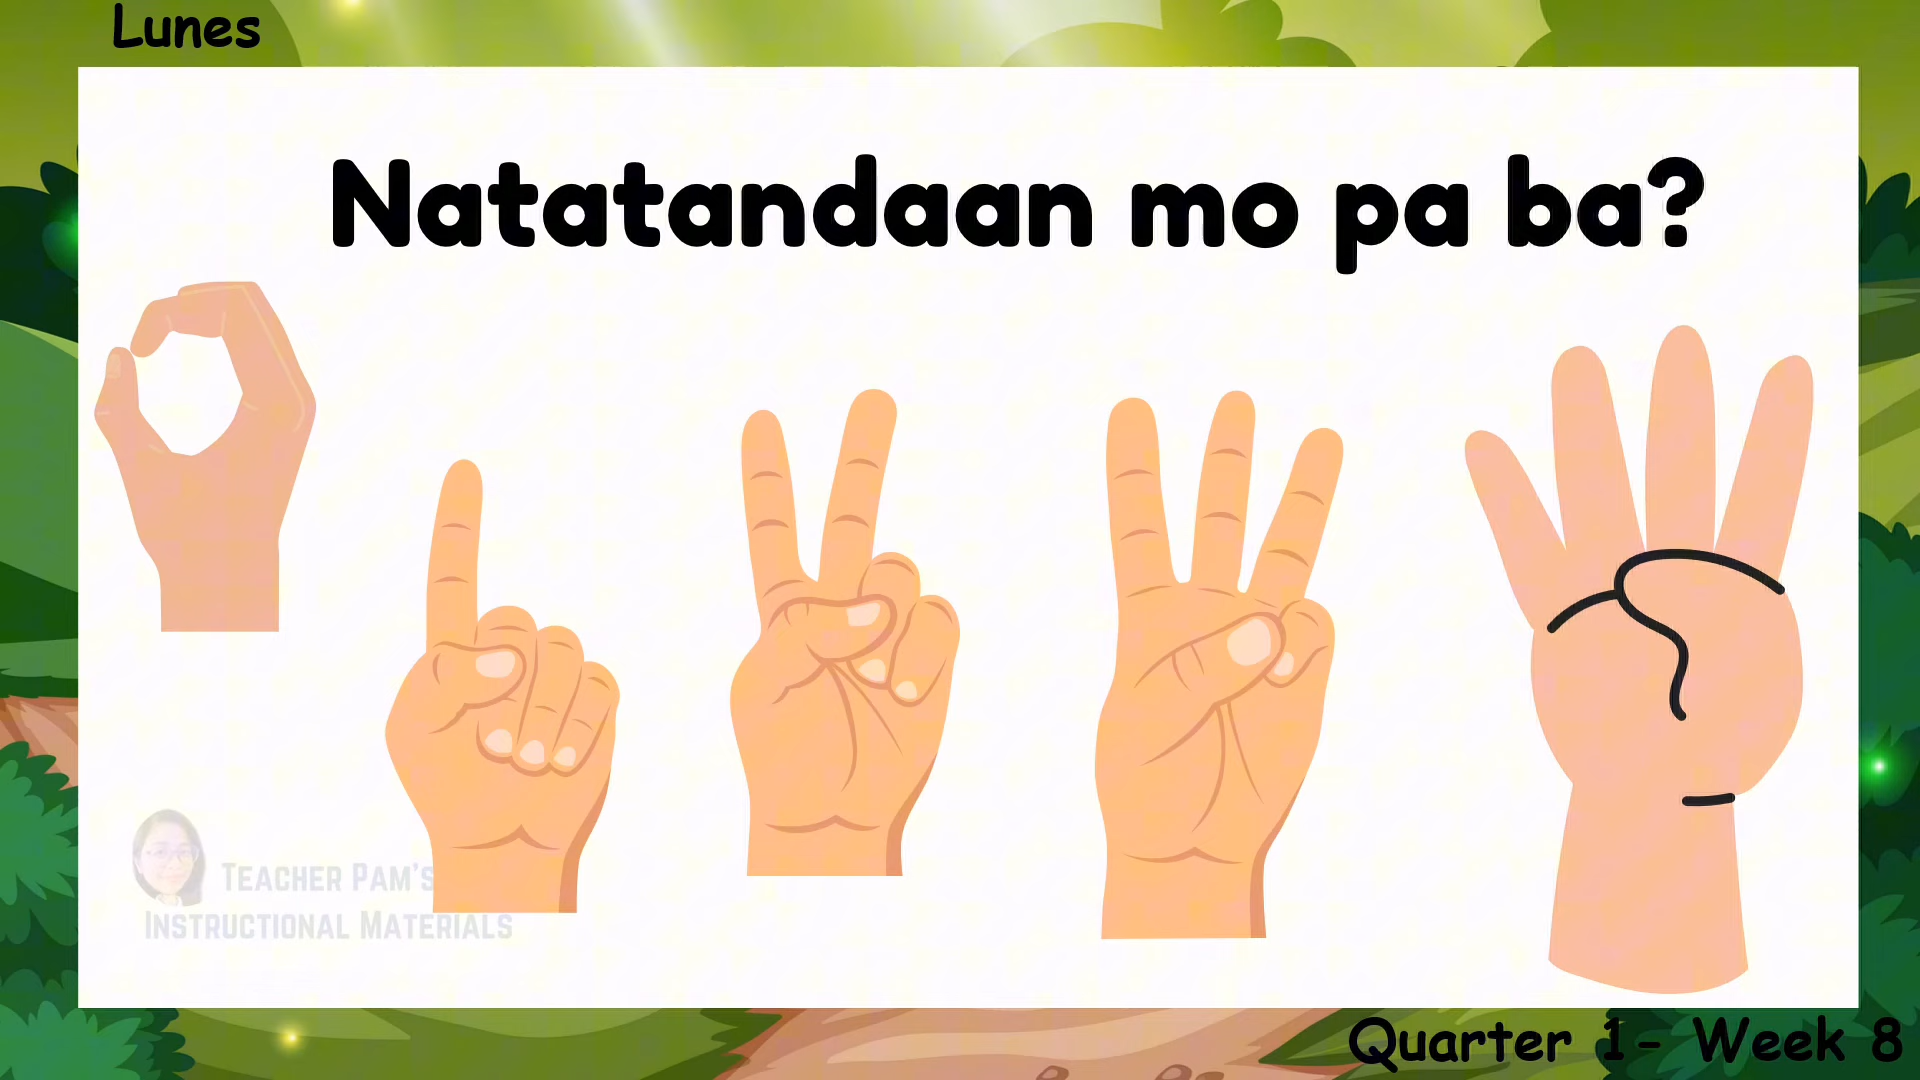 Lunes
Natatandaan mo pa ba?
TEACHER PAM'S
INSTRUCTIONAL MATERIALS
Quarter 1- Week 8